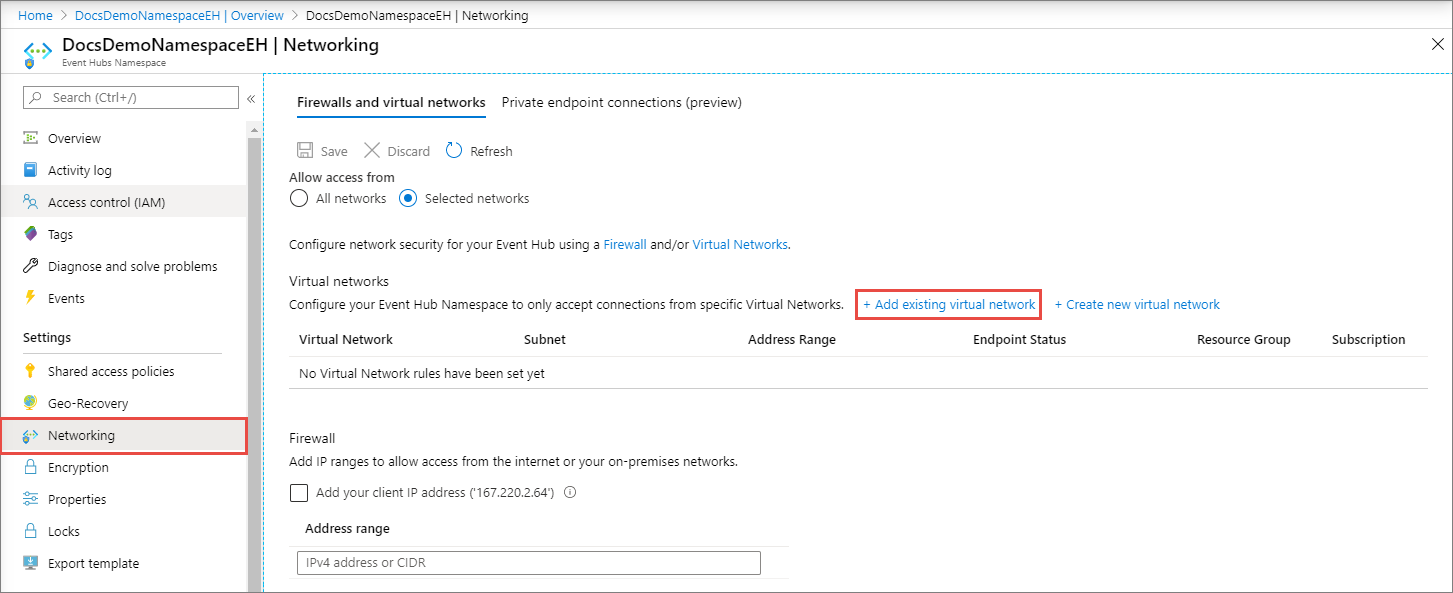 Home > DocsDemoNamespaceEH | Overview > DocsDemoNamespaceEH | Networking
DocsDemoNamespaceEH | Networking
Event Hubs Namespace
Search (Ctrl+/)
Overview
Activity log
Access control (IAM)
Tags
Diagnose and solve problems
Events
Settings
Shared access policies
Geo-Recovery
Networking
Encryption
Properties
Locks
Export template
Firewalls and virtual networks Private endpoint connections (preview)
Save Discard Refresh
Allow access from
All networks Selected networks
Configure network security for your Event Hub using a Firewall and/or Virtual Networks.
Virtual networks
Configure your Event Hub Namespace to only accept connections from specific Virtual Networks. + Add existing virtual network + Create new virtual network
Virtual Network Subnet Address Range Endpoint Status Resource Group Subscription
No Virtual Network rules have been set yet
Firewall
Add IP ranges to allow access from the internet or your on-premises networks.
Add your client IP address ('167.220.2.64')
Address range
IPv4 address or CIDR